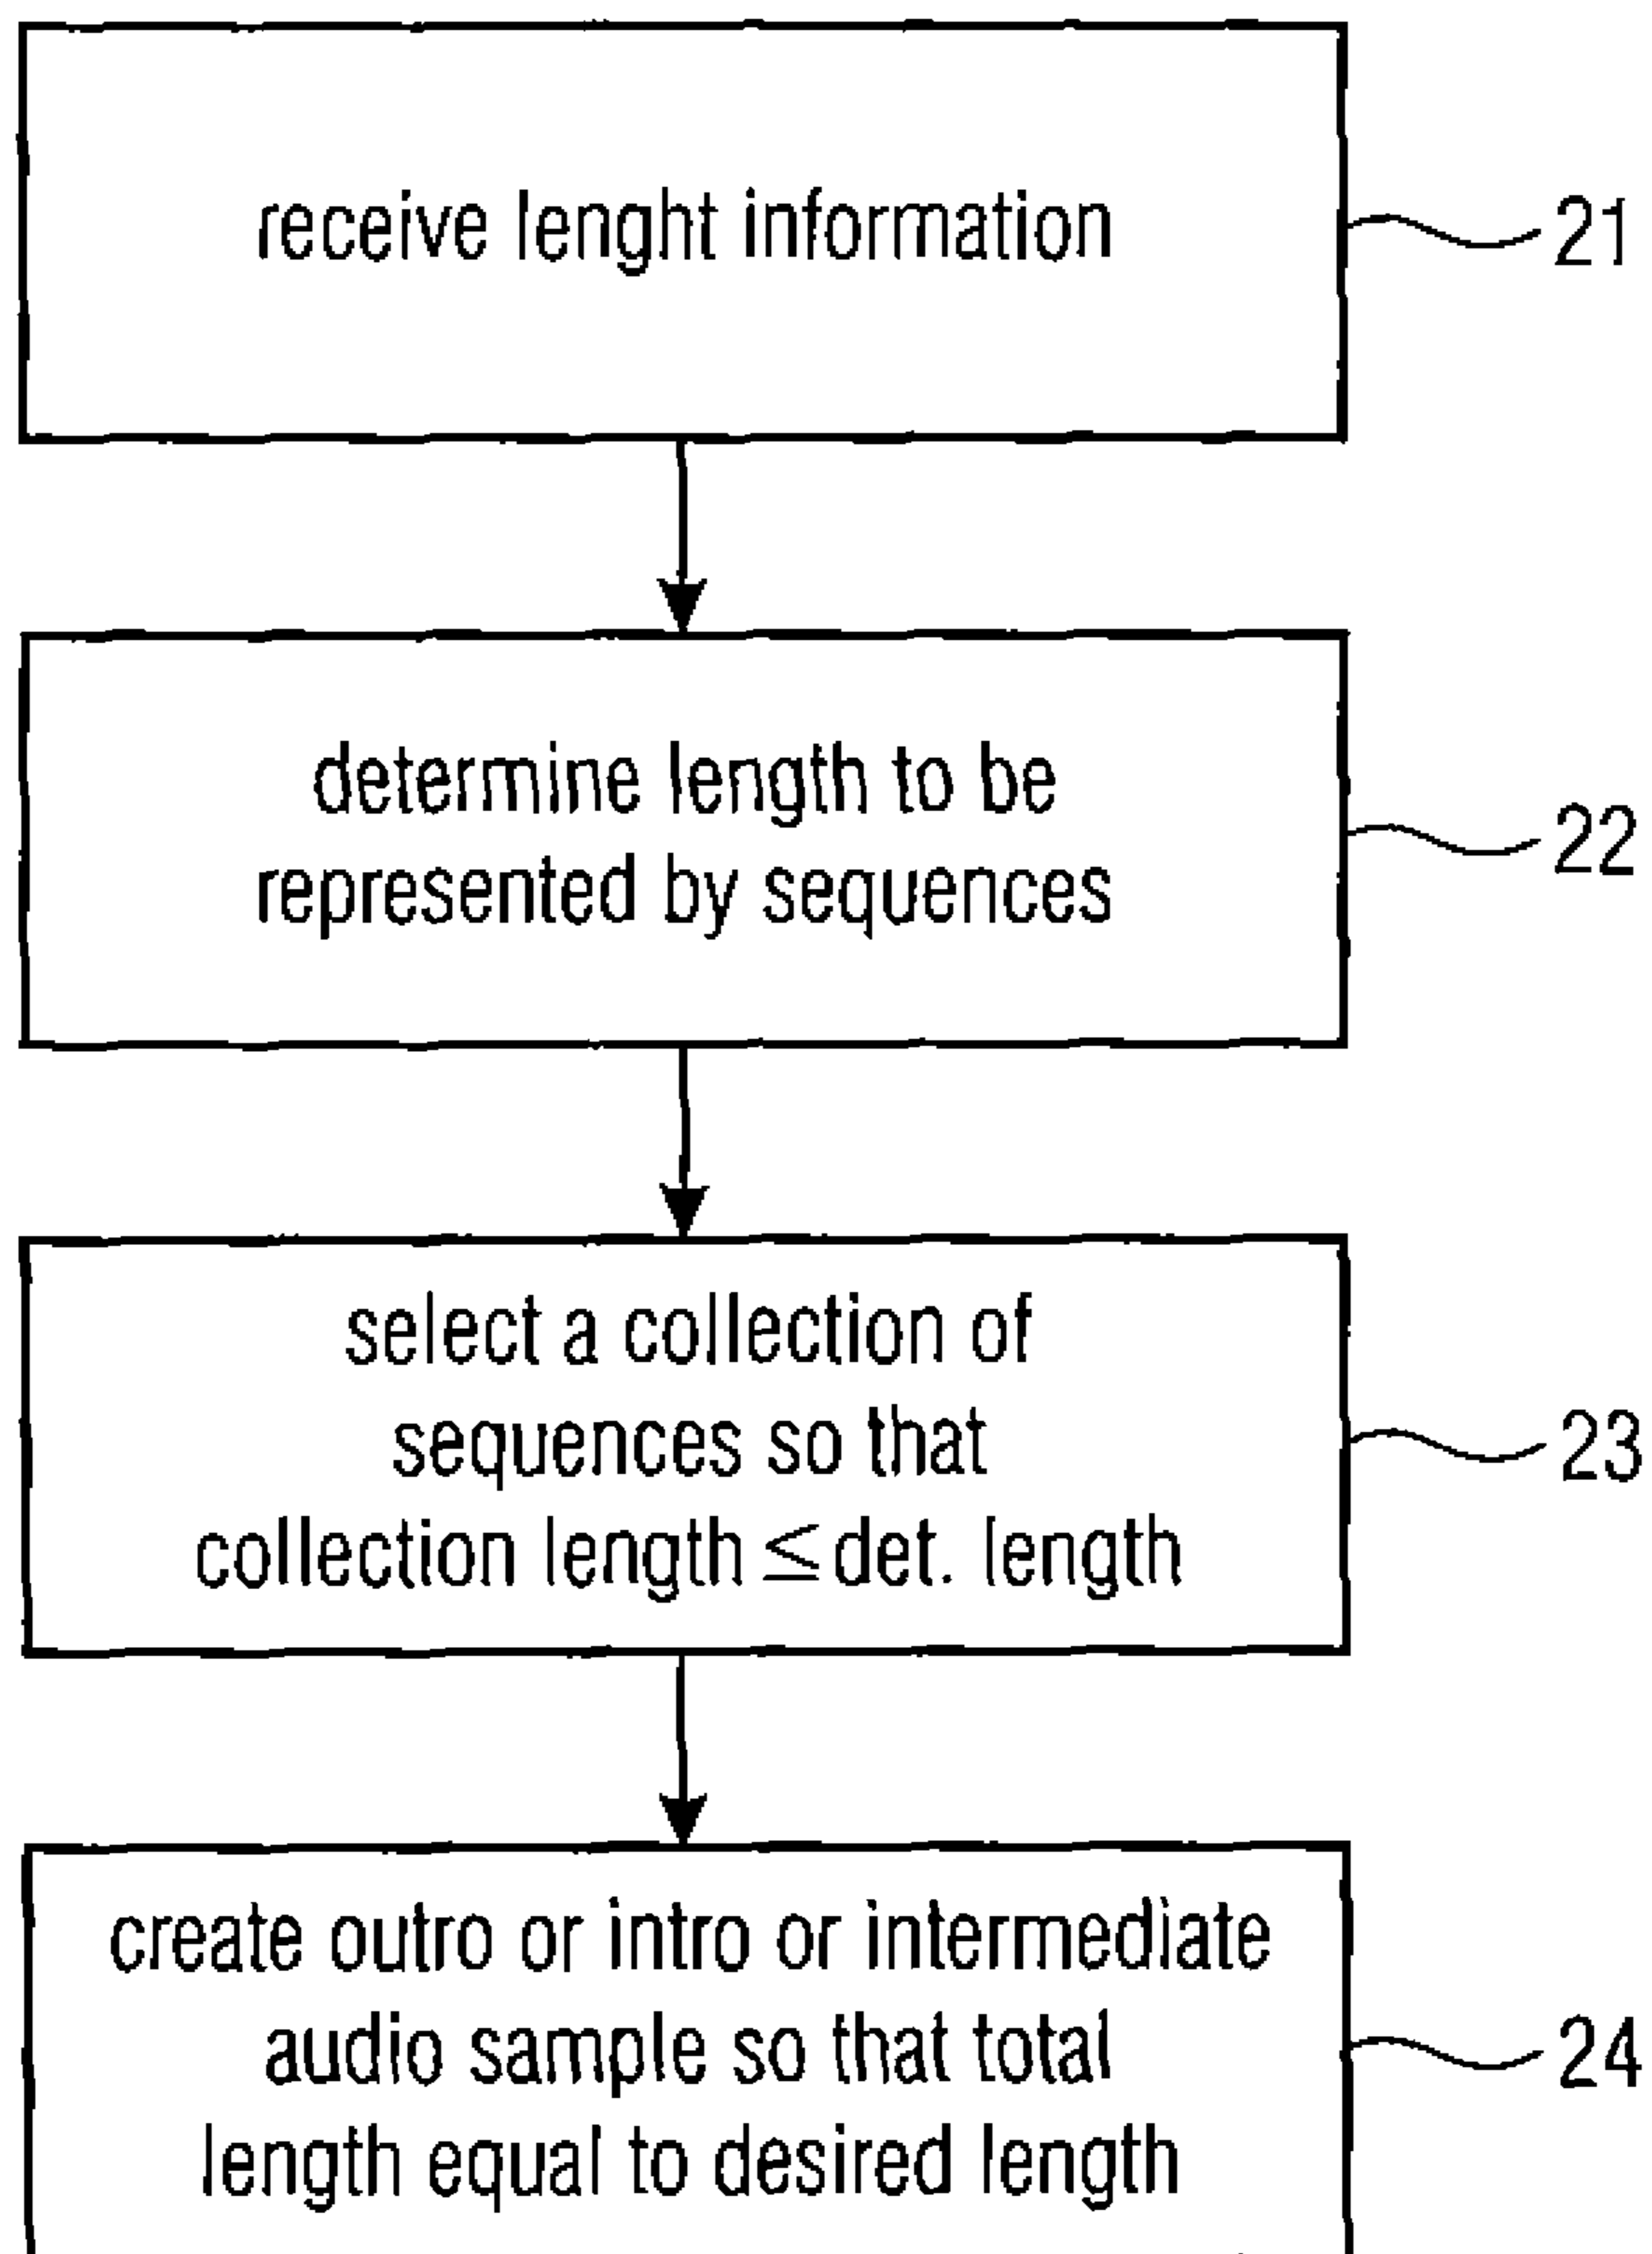 receive lenght information
21
determine length to be
represented by sequences
22
select a collection of
sequences so that
collection length ≤ det. length
23
create outro or intro or intermediate
audio sample so that total
length equal to desired length
24